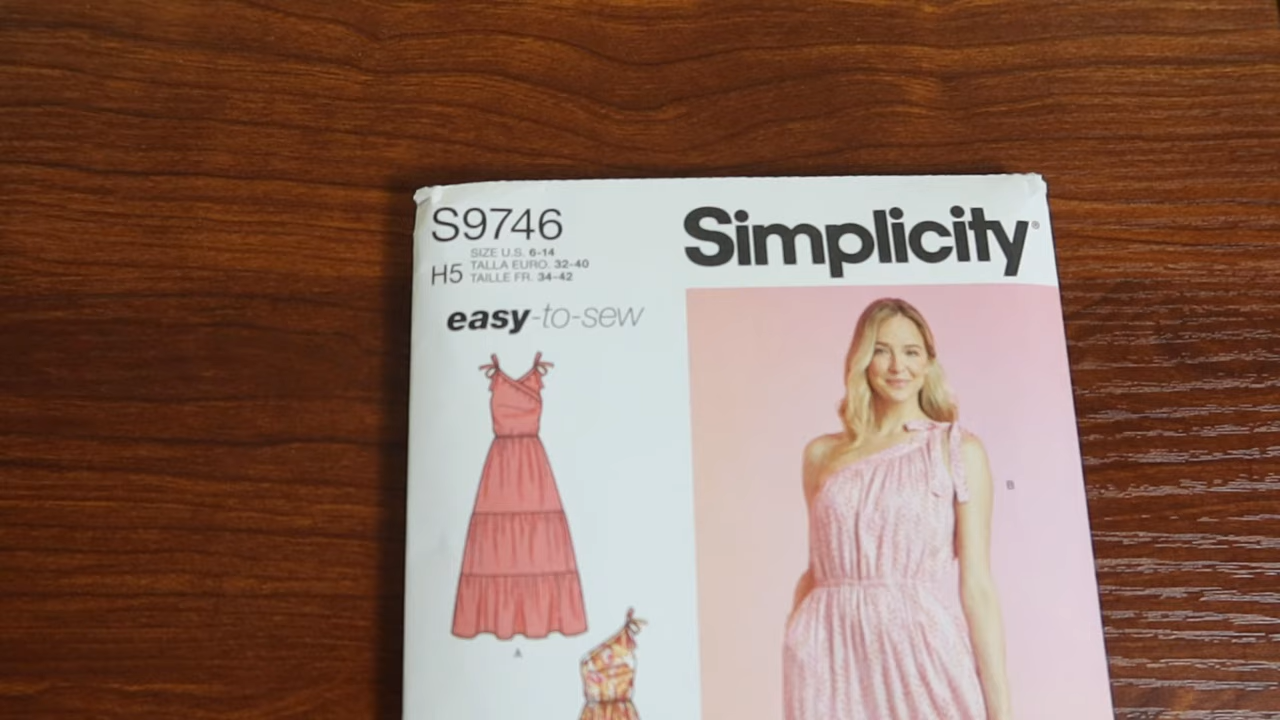 S9746
Simplicity®
H5
SIZE U.S. 6-14
TALLA EURO. 32-40
TAILLE FR. 34-42
easy-to-sew
B
A